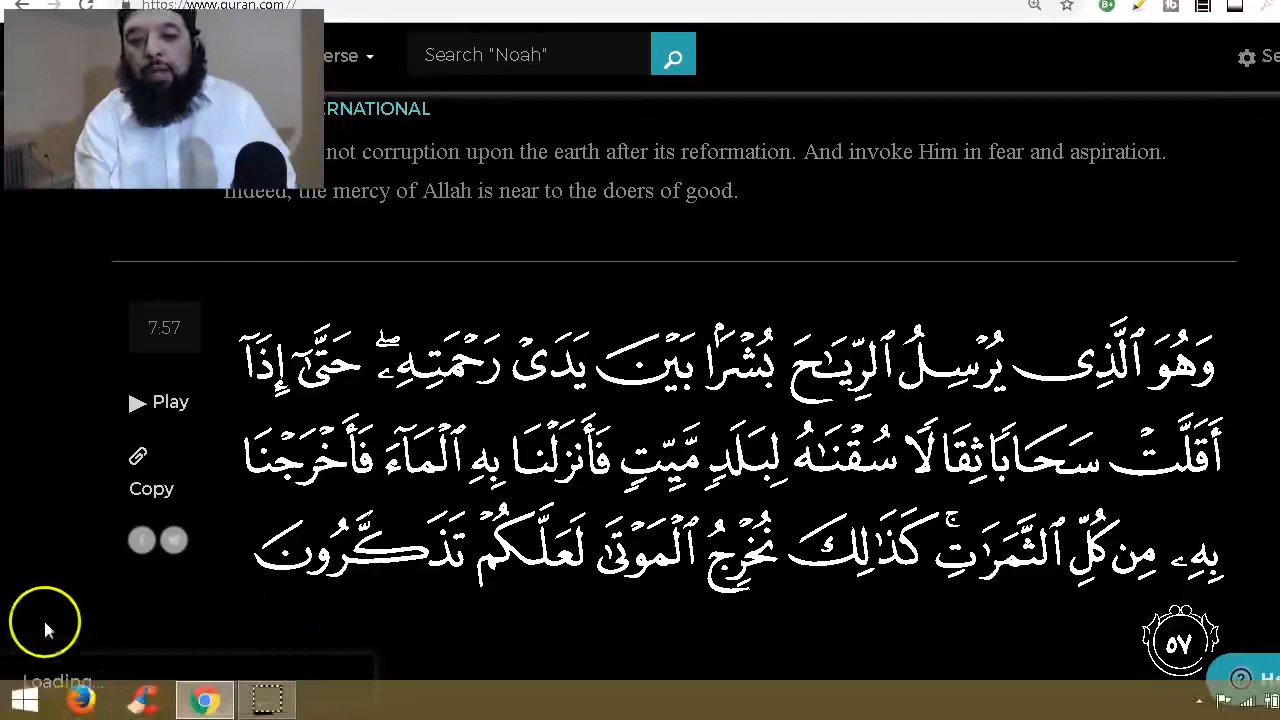 https://www.quran.com//
erse
Search "Noah"
RNATIONAL
not corruption upon the earth after its reformation. And invoke Him in fear and aspiration.
Indeed, the mercy of Allah is near to the doers of good.
7:57
وَهُوَ ٱلَّذِى يُرْسِلُ ٱلرِّيَـٰحَ بُشْرًۢا بَيْنَ يَدَىْ رَحْمَتِهِۦ ۖ حَتَّىٰٓ إِذَآ
أَقَلَّتْ سَحَابًا ثِقَالًا سُقْنَـٰهُ لِبَلَدٍ مَّيِّتٍ فَأَنزَلْنَا بِهِ ٱلْمَآءَ فَأَخْرَجْنَا
بِهِۦ مِن كُلِّ ٱلثَّمَرَٰتِ ۚ كَذَٰلِكَ نُخْرِجُ ٱلْمَوْتَىٰ لَعَلَّكُمْ تَذَكَّرُونَ
٥٧
Play
Copy
Loading...